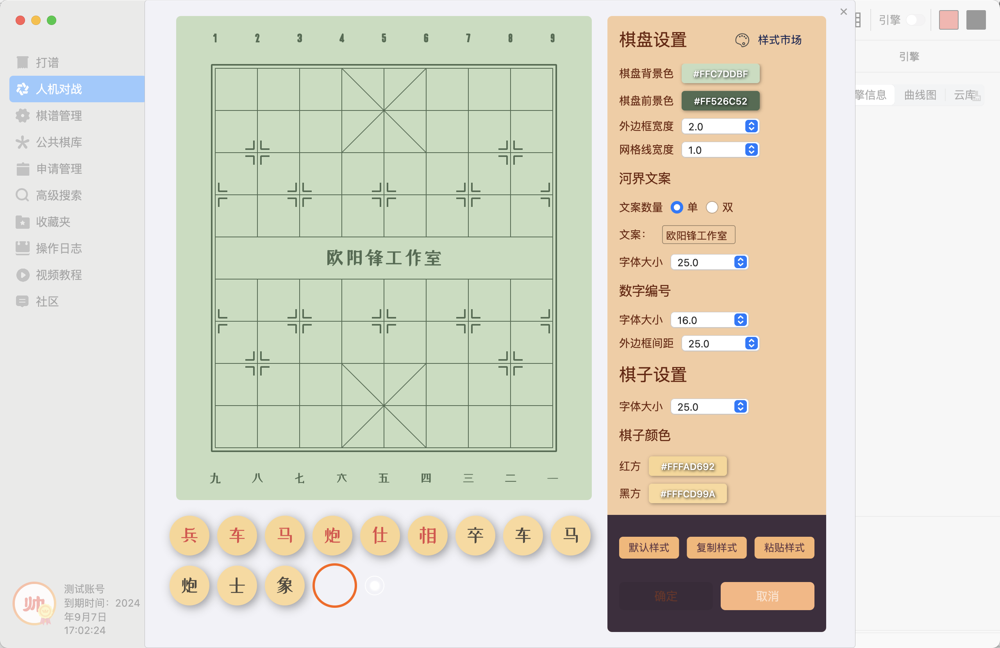 打谱
人机对战
棋谱管理
公共棋库
申请管理
高级搜索
收藏夹
操作日志
视频教程
社区
帅
测试账号
到期时间：2024
年9月7日
17:02:24
1 2 3 4 5 6 7 8 9
欧阳锋工作室
九 八 七 六 五 四 三 二 一
兵 车 马 炮 仕 相 卒 车 马
炮 士 象
棋盘设置 样式市场
棋盘背景色 #FFC7DDBF
棋盘前景色 #FF526C52
外边框宽度 2.0
网格线宽度 1.0
河界文案
文案数量 单 双
文案： 欧阳锋工作室
字体大小 25.0
数字编号
字体大小 16.0
外边框间距 25.0
棋子设置
字体大小 25.0
棋子颜色
红方 #FFFAD692
黑方 #FFFCD99A
默认样式 复制样式 粘贴样式
确定 取消
引擎
引擎
擎信息 曲线图 云库